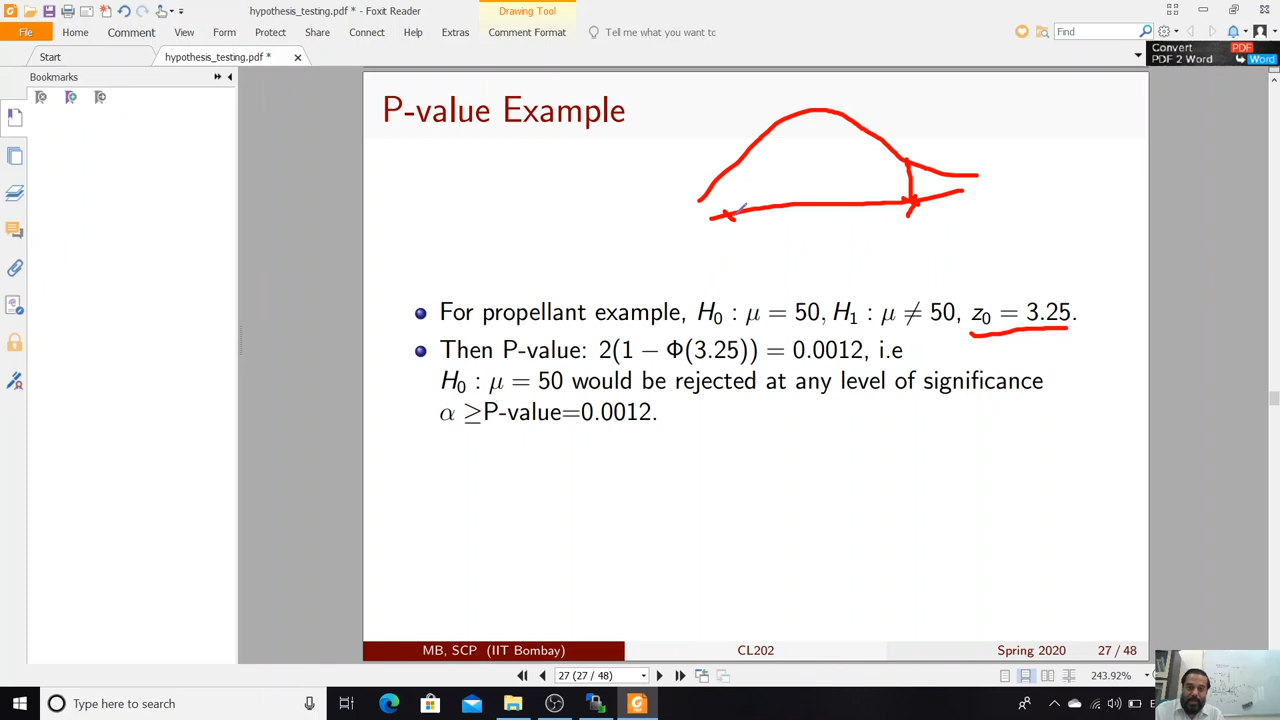 hypothesis_testing.pdf * - Foxit Reader
Drawing Tool
File Home Comment View Form Protect Share Connect Help Extras Comment Format Tell me what you want to Find
Start hypothesis_testing.pdf *
Convert PDF
PDF 2 Word Word
Bookmarks
P-value Example
For propellant example, H₀ : μ = 50, H₁ : μ ≠ 50, z₀ = 3.25.
Then P-value: 2(1 − Φ(3.25)) = 0.0012, i.e
H₀ : μ = 50 would be rejected at any level of significance
α ≥P-value=0.0012.
MB, SCP (IIT Bombay) CL202 Spring 2020 27 / 48
27 (27 / 48) 243.92%
Type here to search